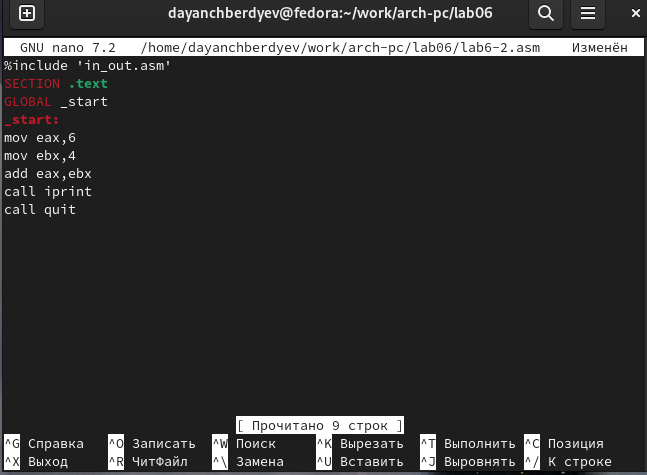 dayanchberdyev@fedora:~/work/arch-pc/lab06
GNU nano 7.2 /home/dayanchberdyev/work/arch-pc/lab06/lab6-2.asm Изменён
%include 'in_out.asm'
SECTION .text
GLOBAL _start
_start:
mov eax,6
mov ebx,4
add eax,ebx
call iprint
call quit
[ Прочитано 9 строк ]
^G Справка ^O Записать ^W Поиск ^K Вырезать ^T Выполнить ^C Позиция
^X Выход ^R ЧитФайл ^\ Замена ^U Вставить ^J Выровнять ^/ К строке